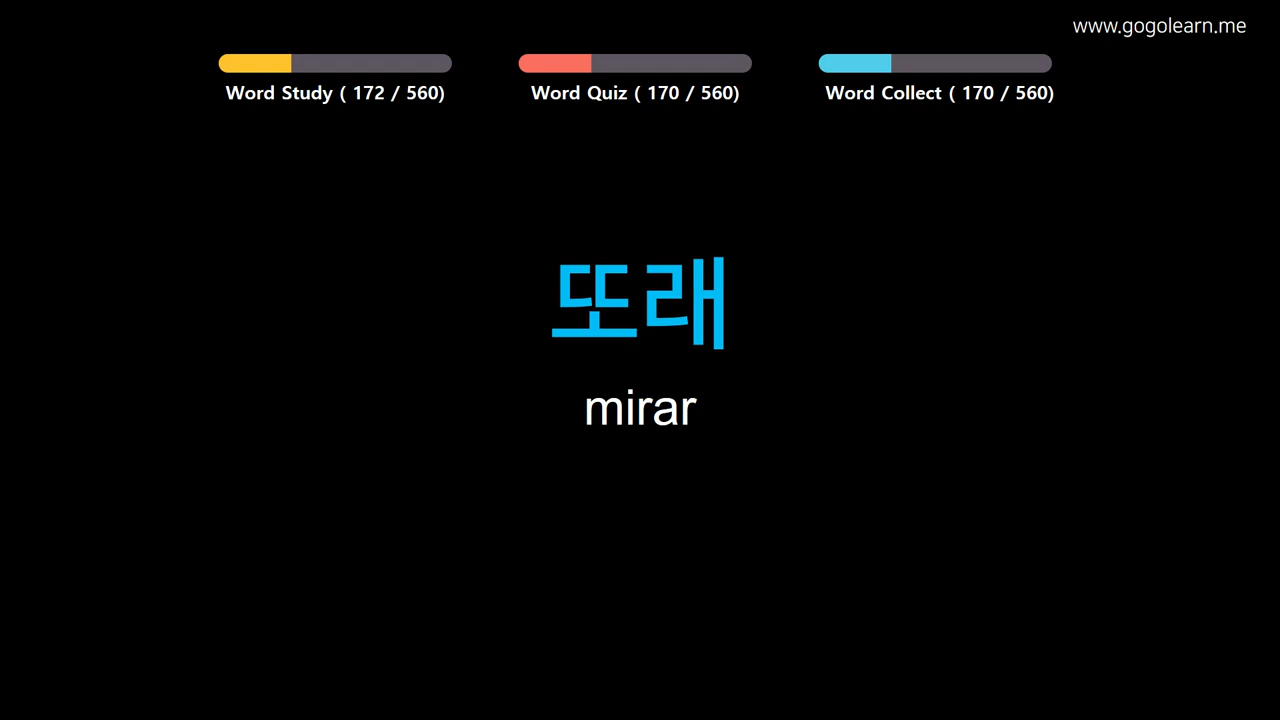 www.gogolearn.me
Word Study ( 172 / 560)
Word Quiz ( 170 / 560)
Word Collect ( 170 / 560)
또래
mirar